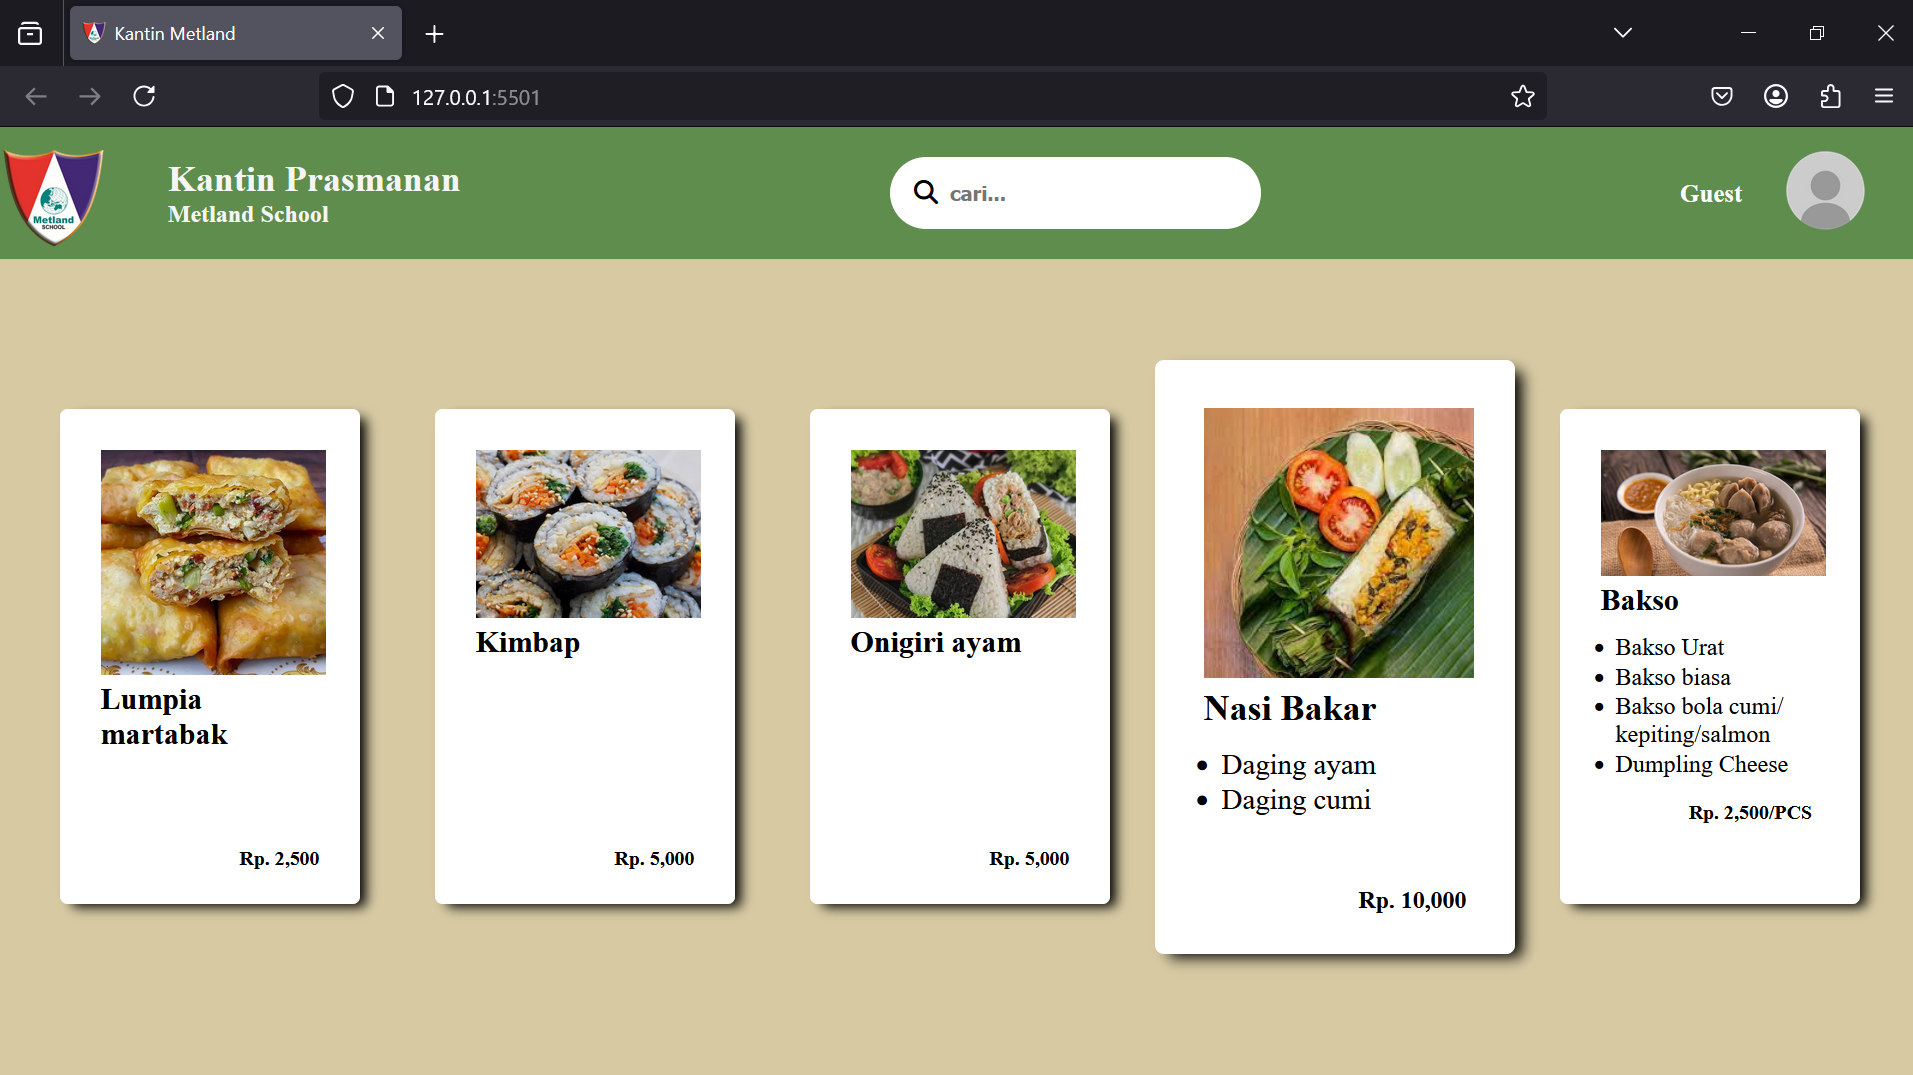 Kantin Metland
127.0.0.1:5501
Metland
SCHOOL
Kantin Prasmanan
Metland School
cari...
Guest
Lumpia
martabak
Rp. 2,500
Kimbap
Rp. 5,000
Onigiri ayam
Rp. 5,000
Nasi Bakar
Daging ayam
Daging cumi
Rp. 10,000
Bakso
Bakso Urat
Bakso biasa
Bakso bola cumi/
kepiting/salmon
Dumpling Cheese
Rp. 2,500/PCS